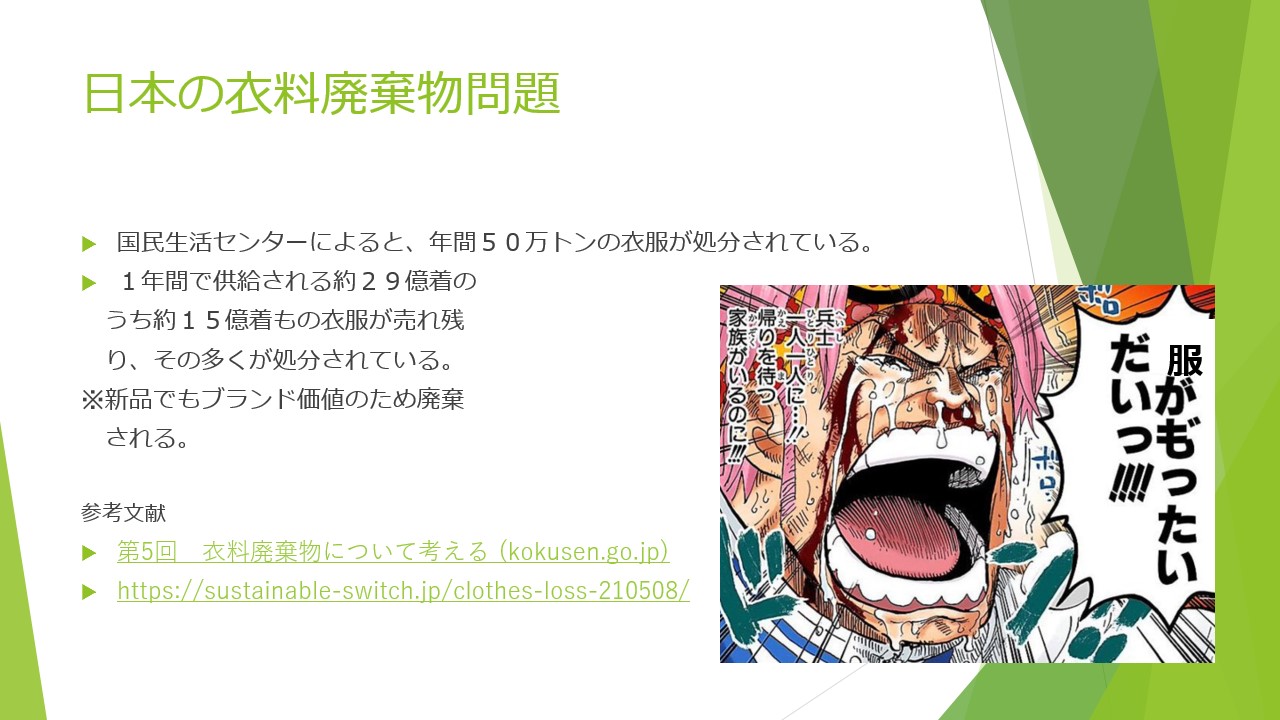 日本の衣料廃棄物問題
国民生活センターによると、年間５０万トンの衣服が処分されている。
１年間で供給される約２９億着の
うち約１５億着もの衣服が売れ残
り、その多くが処分されている。
※新品でもブランド価値のため廃棄
される。
参考文献
第5回　衣料廃棄物について考える (kokusen.go.jp)
https://sustainable-switch.jp/clothes-loss-210508/
服がもったい
だいっ!!!!!
兵士
一人一人に…!!
帰りを待つ
家族がいるのに!!!
ボロ
ボロ